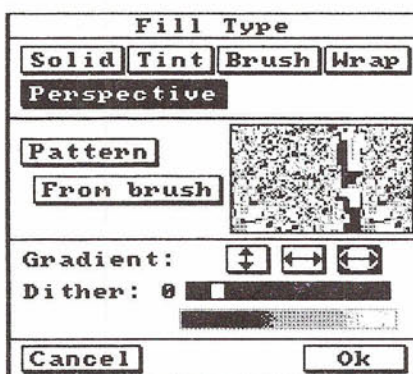 Fill Type
Solid Tint Brush Wrap
Perspective
Pattern
From brush
Gradient:
Dither: 0
Cancel Ok